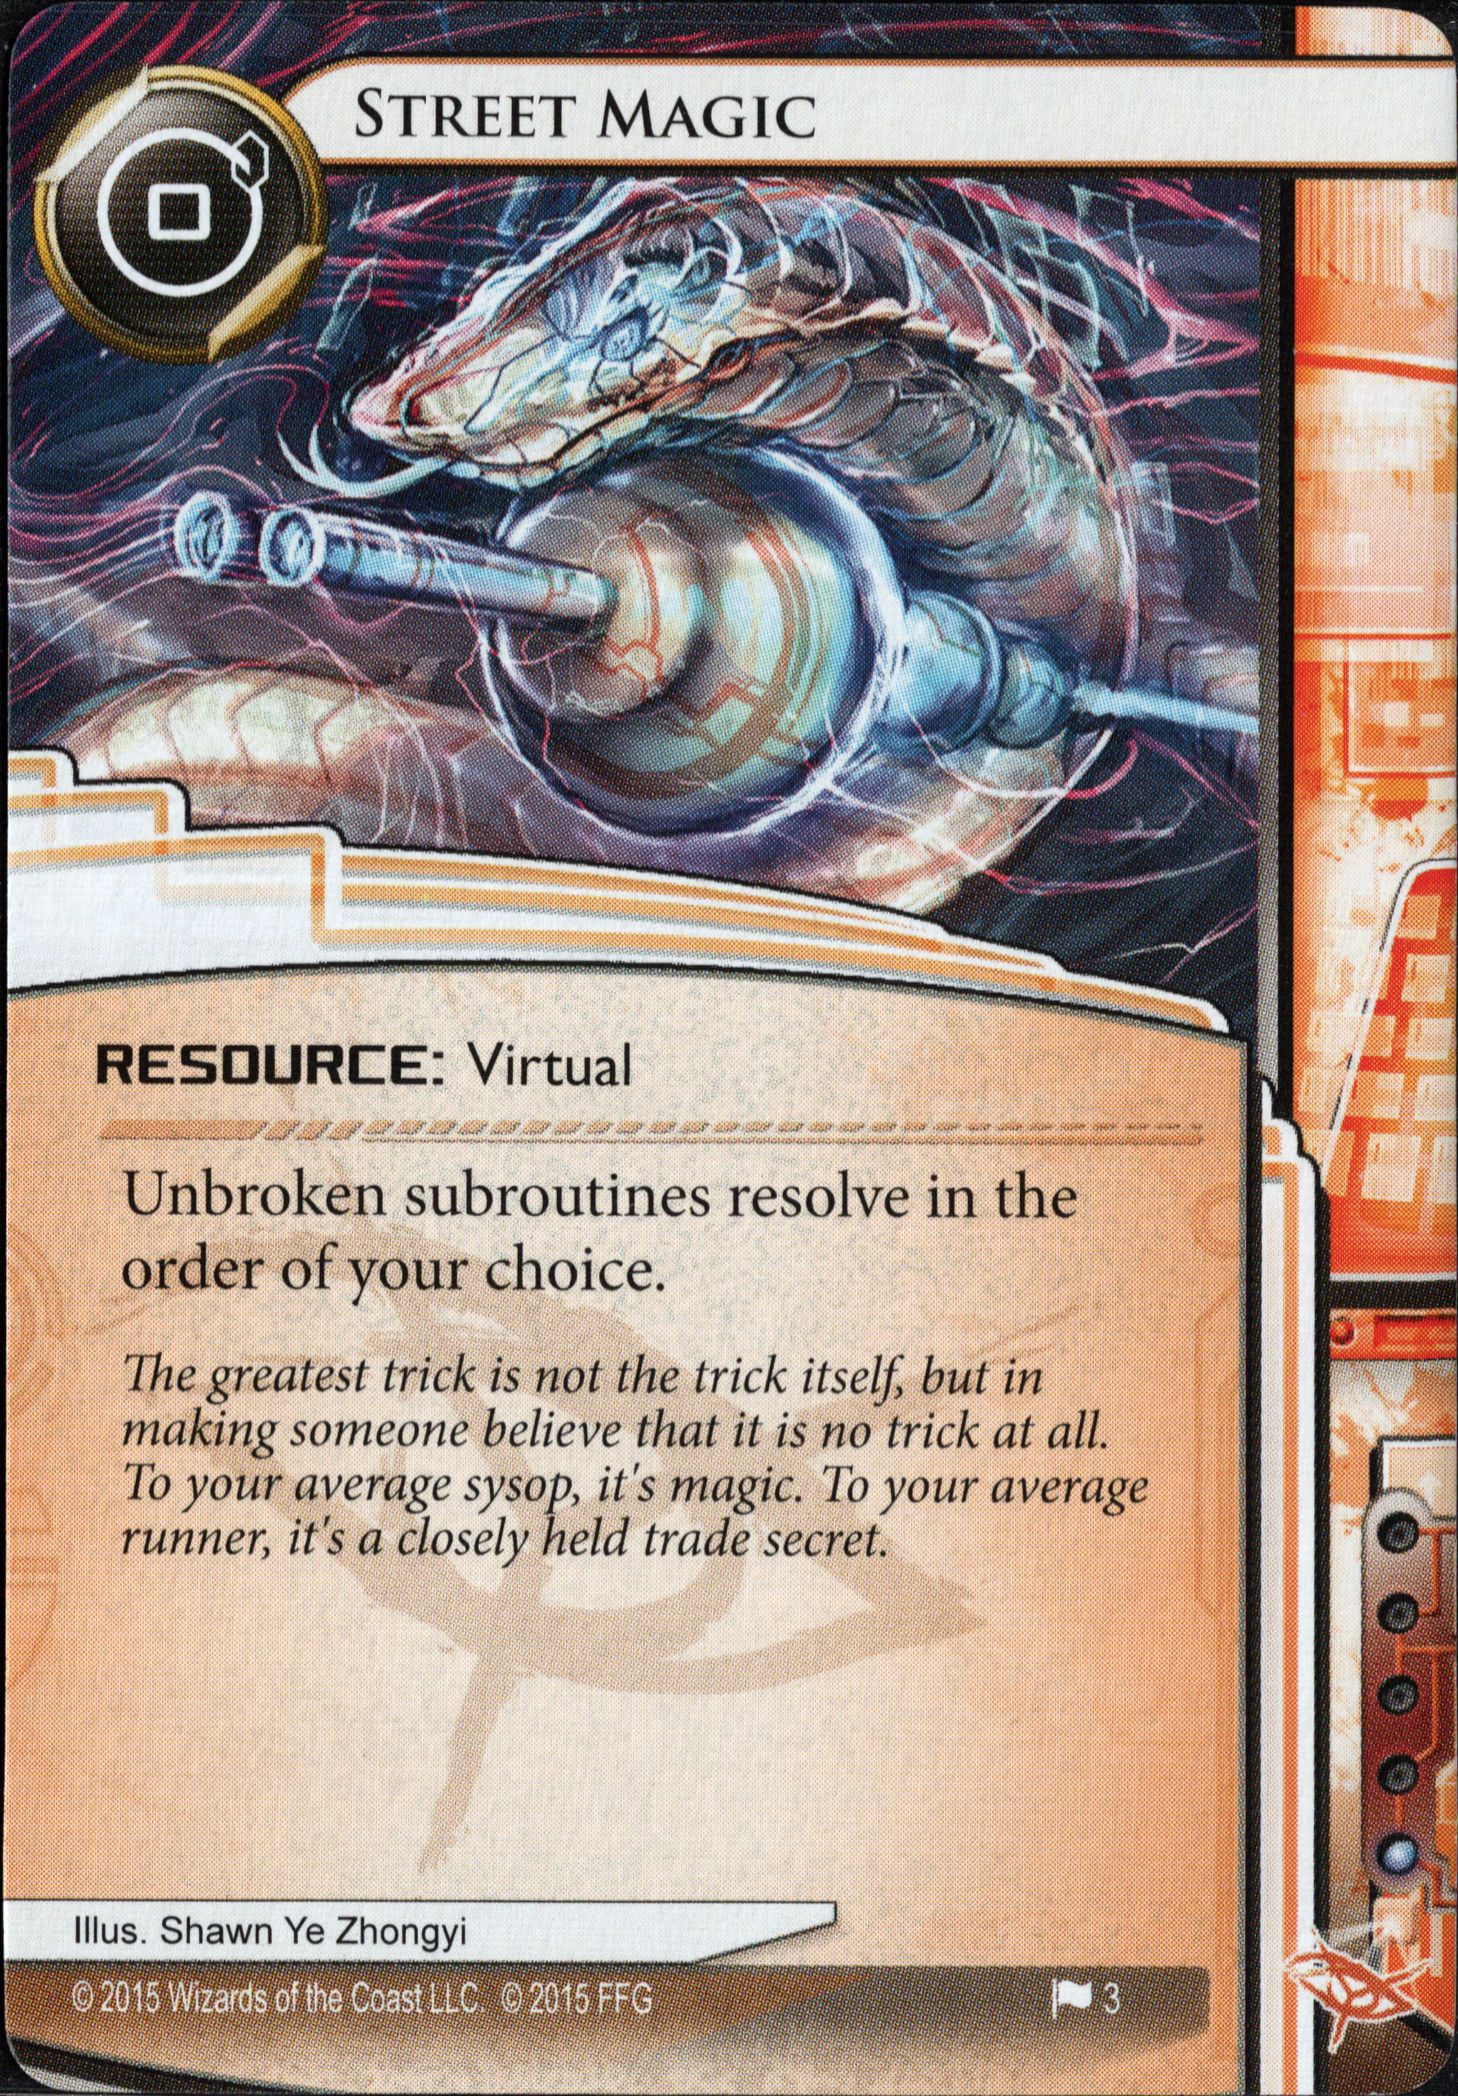 STREET MAGIC
0
RESOURCE: Virtual
Unbroken subroutines resolve in the
order of your choice.
The greatest trick is not the trick itself, but in
making someone believe that it is no trick at all.
To your average sysop, it's magic. To your average
runner, it's a closely held trade secret.
Illus. Shawn Ye Zhongyi
© 2015 Wizards of the Coast LLC. © 2015 FFG
3